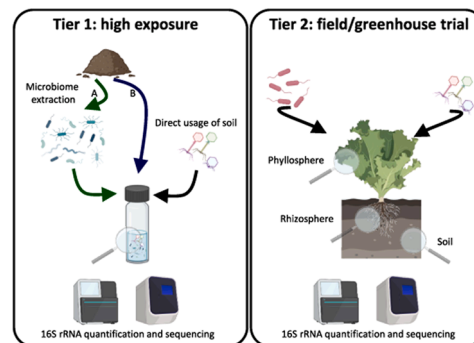 Tier 1: high exposure
A
B
Microbiome
extraction
Direct usage of soil
16S rRNA quantification and sequencing
Tier 2: field/greenhouse trial
Phyllosphere
Rhizosphere
Soil
16S rRNA quantification and sequencing